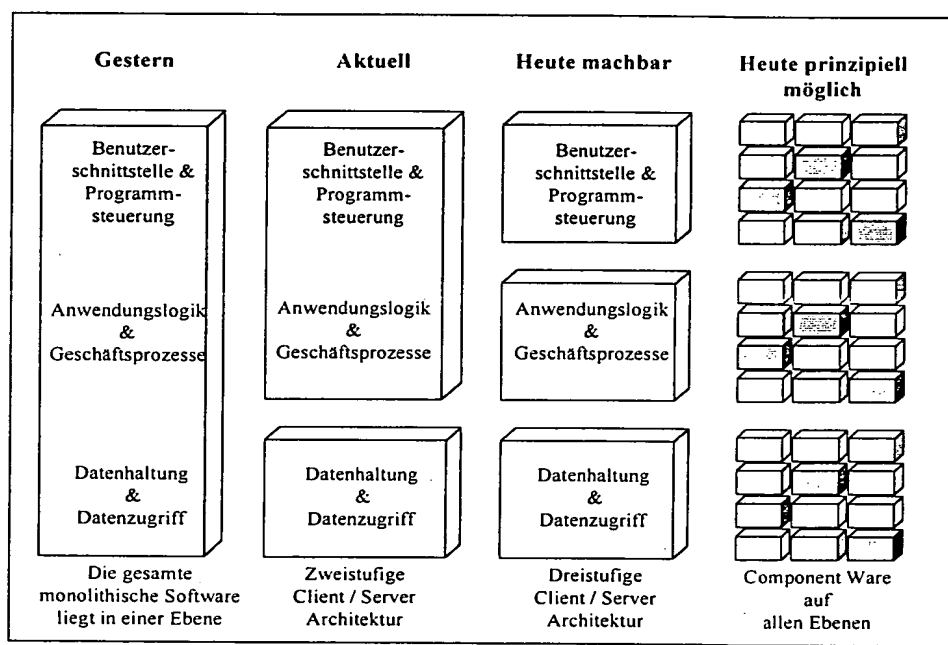 Gestern
Benutzer-
schnittstelle &
Programm-
steuerung
Anwendungslogik
&
Geschäftsprozesse
Datenhaltung
&
Datenzugriff
Die gesamte
monolithische Software
liegt in einer Ebene
Aktuell
Benutzer-
schnittstelle &
Programm-
steuerung
Anwendungslogik
&
Geschäftsprozesse
Datenhaltung
&
Datenzugriff
Zweistufige
Client / Server
Architektur
Heute machbar
Benutzer-
schnittstelle &
Programm-
steuerung
Anwendungslogik
&
Geschäftsprozesse
Datenhaltung
&
Datenzugriff
Dreistufige
Client / Server
Architektur
Heute prinzipiell
möglich
Component Ware
auf
allen Ebenen